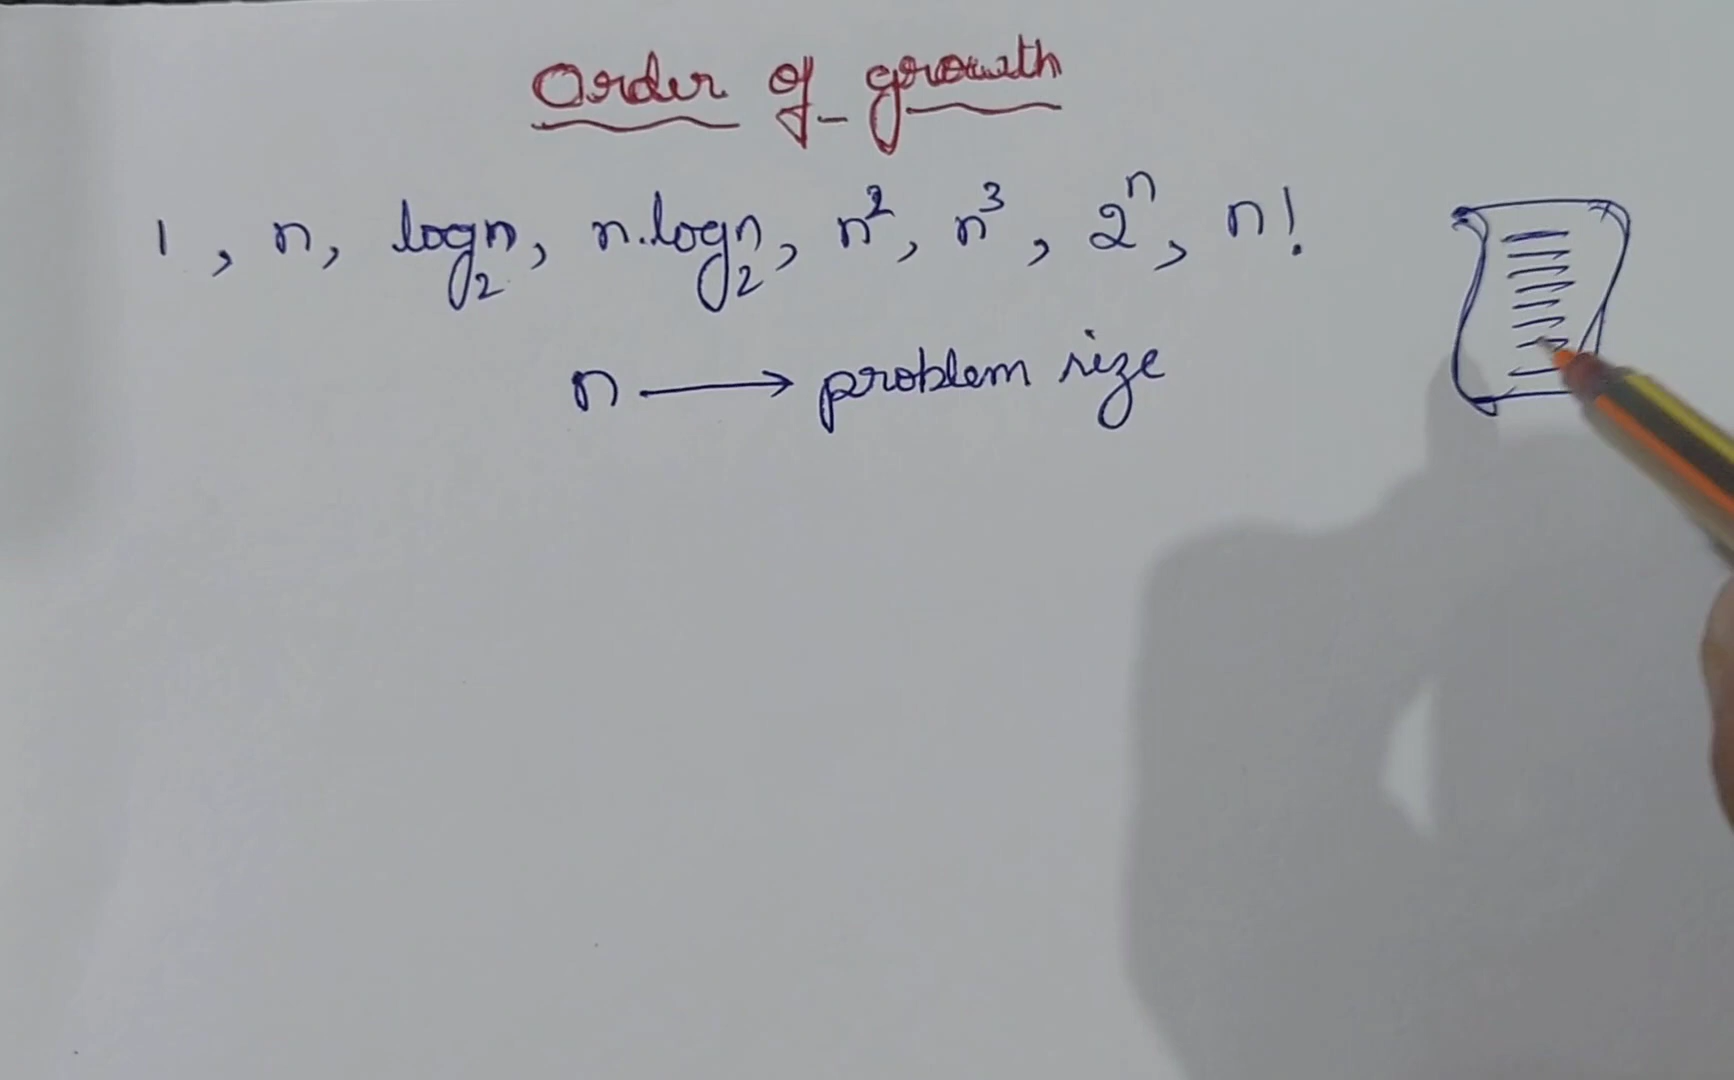 Order of growth
1, n, log₂n, n.log₂n, n², n³, 2ⁿ, n!
n ⟶ problem size